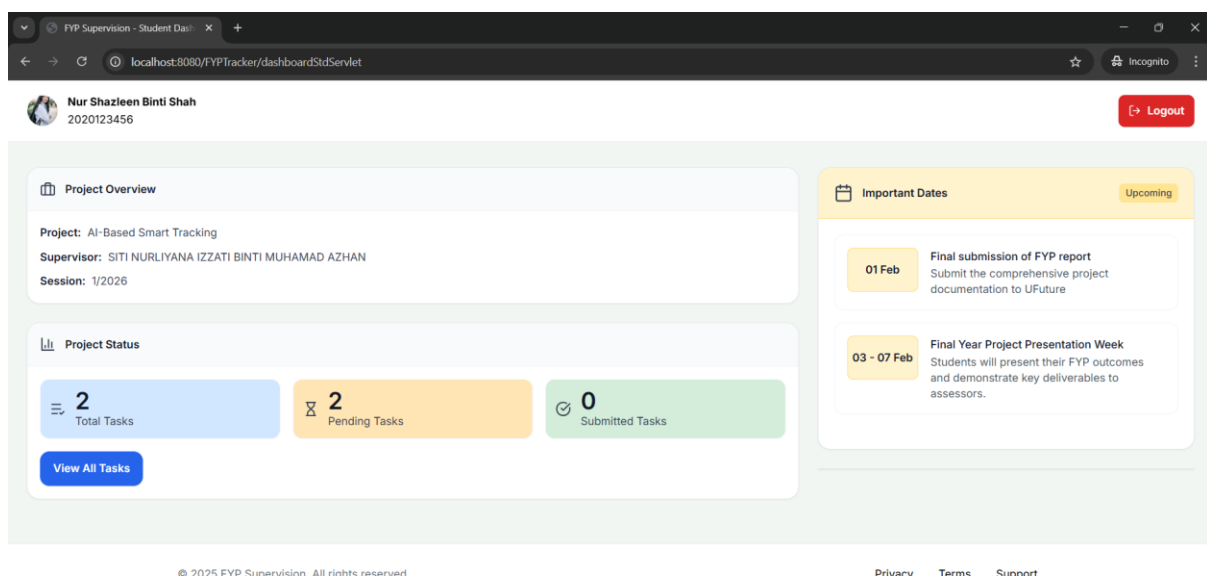 FYP Supervision - Student Dash
localhost:8080/FYPTracker/dashboardStdServlet
Incognito
Nur Shazleen Binti Shah
2020123456
Logout
Project Overview
Project: AI-Based Smart Tracking
Supervisor: SITI NURLIYANA IZZATI BINTI MUHAMAD AZHAN
Session: 1/2026
Project Status
2
Total Tasks
2
Pending Tasks
0
Submitted Tasks
View All Tasks
Important Dates
Upcoming
01 Feb
Final submission of FYP report
Submit the comprehensive project
documentation to UFuture
03 - 07 Feb
Final Year Project Presentation Week
Students will present their FYP outcomes
and demonstrate key deliverables to
assessors.
© 2025 FYP Supervision. All rights reserved
Privacy Terms Support